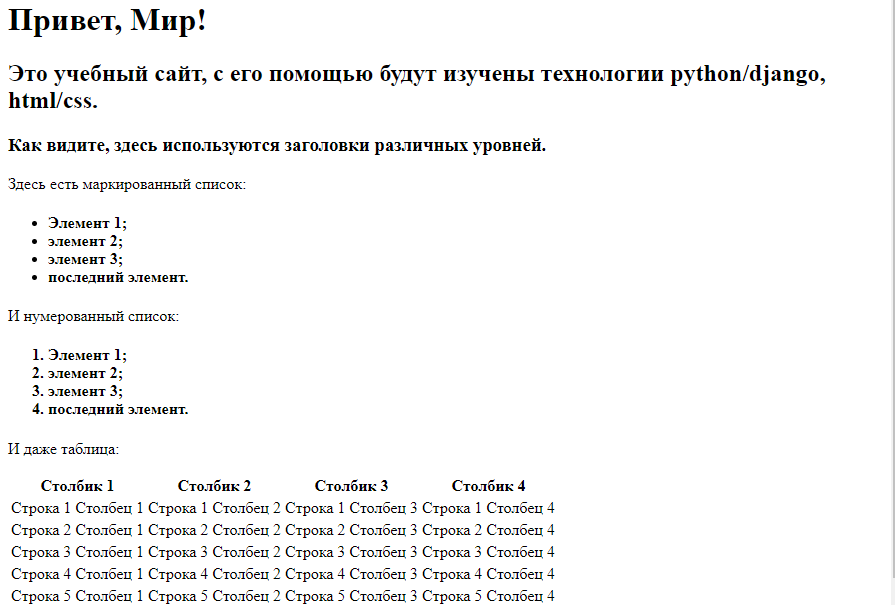 Привет, Мир!
Это учебный сайт, с его помощью будут изучены технологии python/django,
html/css.
Как видите, здесь используются заголовки различных уровней.
Здесь есть маркированный список:
• Элемент 1;
• элемент 2;
• элемент 3;
• последний элемент.
И нумерованный список:
1. Элемент 1;
2. элемент 2;
3. элемент 3;
4. последний элемент.
И даже таблица:
Столбик 1 Столбик 2 Столбик 3 Столбик 4
Строка 1 Столбец 1 Строка 1 Столбец 2 Строка 1 Столбец 3 Строка 1 Столбец 4
Строка 2 Столбец 1 Строка 2 Столбец 2 Строка 2 Столбец 3 Строка 2 Столбец 4
Строка 3 Столбец 1 Строка 3 Столбец 2 Строка 3 Столбец 3 Строка 3 Столбец 4
Строка 4 Столбец 1 Строка 4 Столбец 2 Строка 4 Столбец 3 Строка 4 Столбец 4
Строка 5 Столбец 1 Строка 5 Столбец 2 Строка 5 Столбец 3 Строка 5 Столбец 4